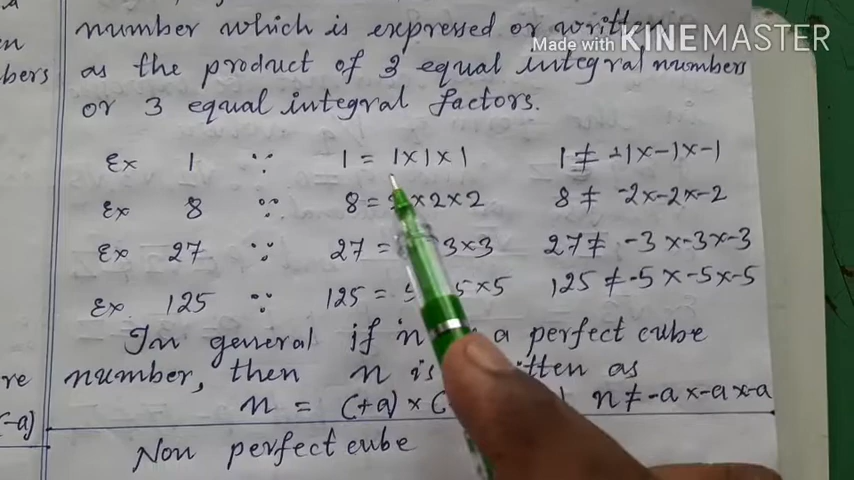 number which is expressed or written
Made with KINEMASTER
as the product of 3 equal integral numbers
bers
or 3 equal integral factors.
Ex 1 ∵ 1 = 1×1×1 1 ≠ -1×-1×-1
Ex 8 ∵ 8 = 2×2×2 8 ≠ -2×-2×-2
Ex 27 ∵ 27 = 3×3 27 ≠ -3×-3×-3
Ex 125 ∵ 125 = 5×5 125 ≠ -5×-5×-5
In general if n a perfect cube
number, then n is written as
n = (+a) × ( n ≠ -a×-a×-a
(-a)
Non perfect cube